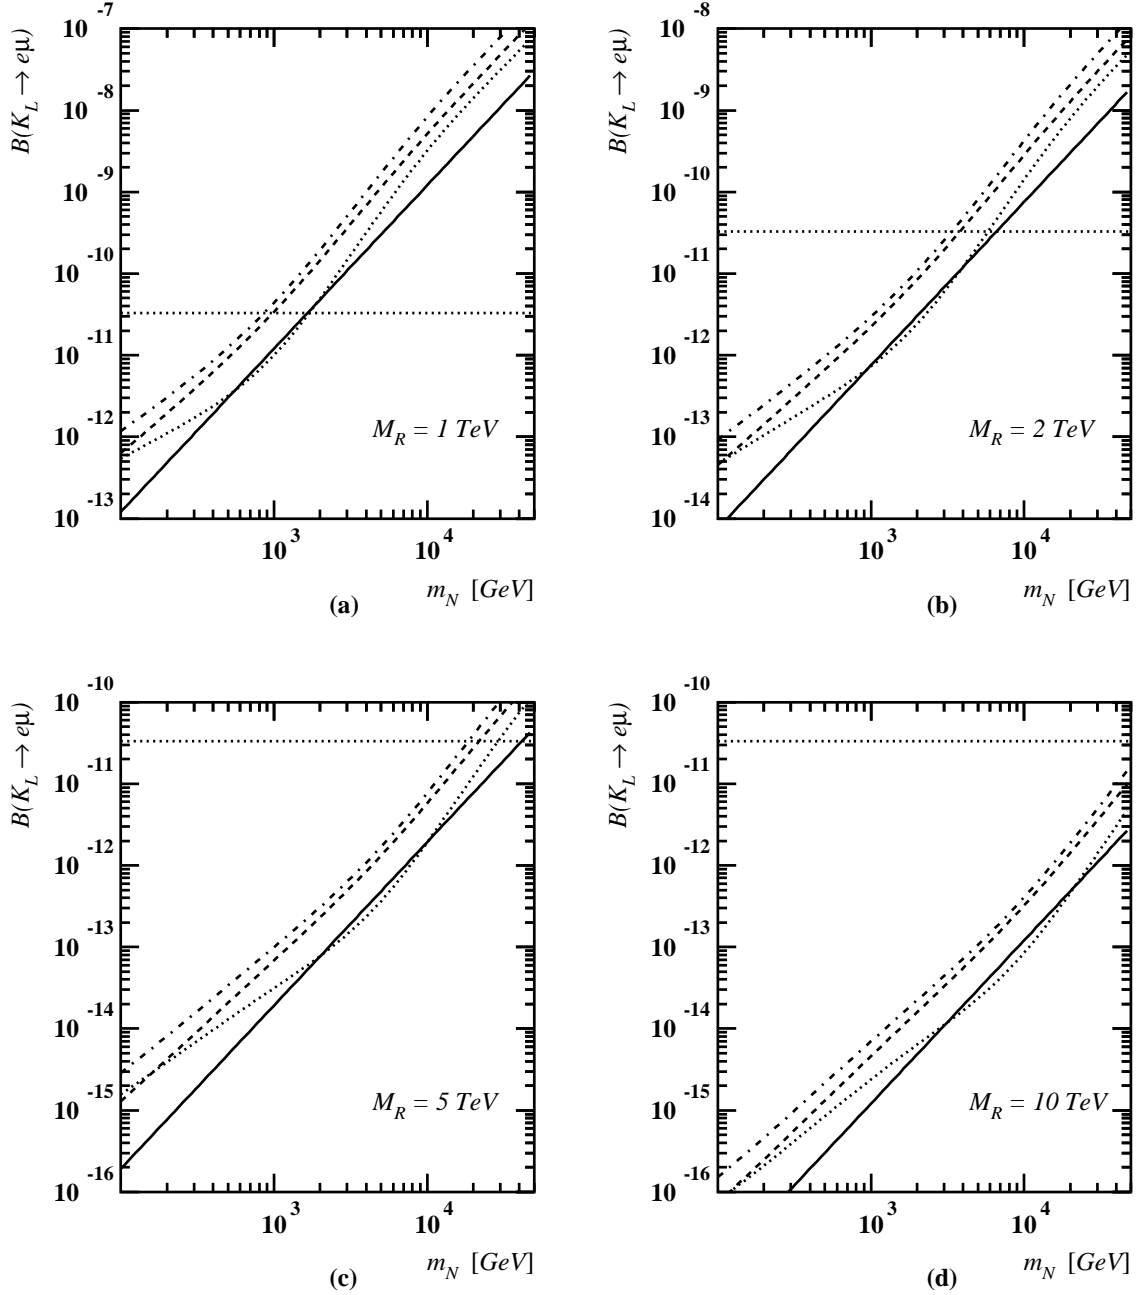 B(K_L → eμ)
10^-7
10^-8
10^-9
10^-10
10^-11
10^-12
10^-13
M_R = 1 TeV
10^3
10^4
m_N [GeV]
(a)
B(K_L → eμ)
10^-8
10^-9
10^-10
10^-11
10^-12
10^-13
10^-14
M_R = 2 TeV
10^3
10^4
m_N [GeV]
(b)
B(K_L → eμ)
10^-10
10^-11
10^-12
10^-13
10^-14
10^-15
10^-16
M_R = 5 TeV
10^3
10^4
m_N [GeV]
(c)
B(K_L → eμ)
10^-10
10^-11
10^-12
10^-13
10^-14
10^-15
10^-16
M_R = 10 TeV
10^3
10^4
m_N [GeV]
(d)